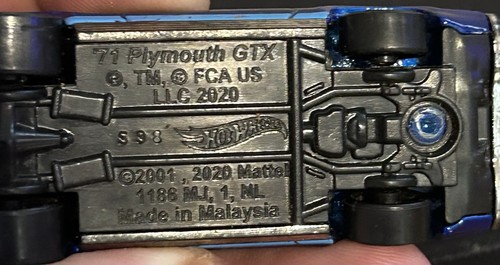 '71 Plymouth GTX
®, TM, © FCA US
LLC 2020
S 98
Hot Wheels
©2001, 2020 Mattel
1186 MJ, 1, NL
Made in Malaysia